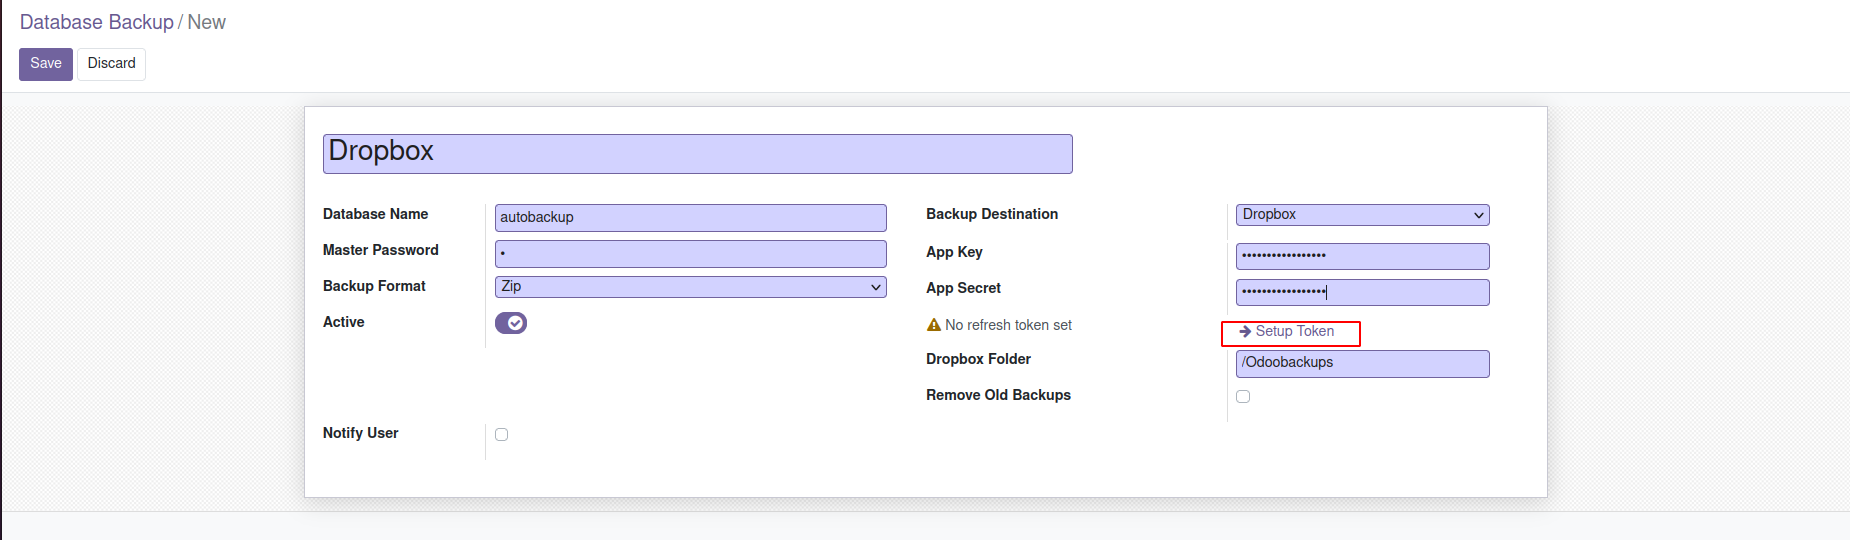 Database Backup / New
Save Discard
Dropbox
Database Name autobackup
Master Password •
Backup Format Zip
Active
Notify User
Backup Destination Dropbox
App Key •••••••••••••••••
App Secret •••••••••••••••••
No refresh token set Setup Token
Dropbox Folder /Odoobackups
Remove Old Backups